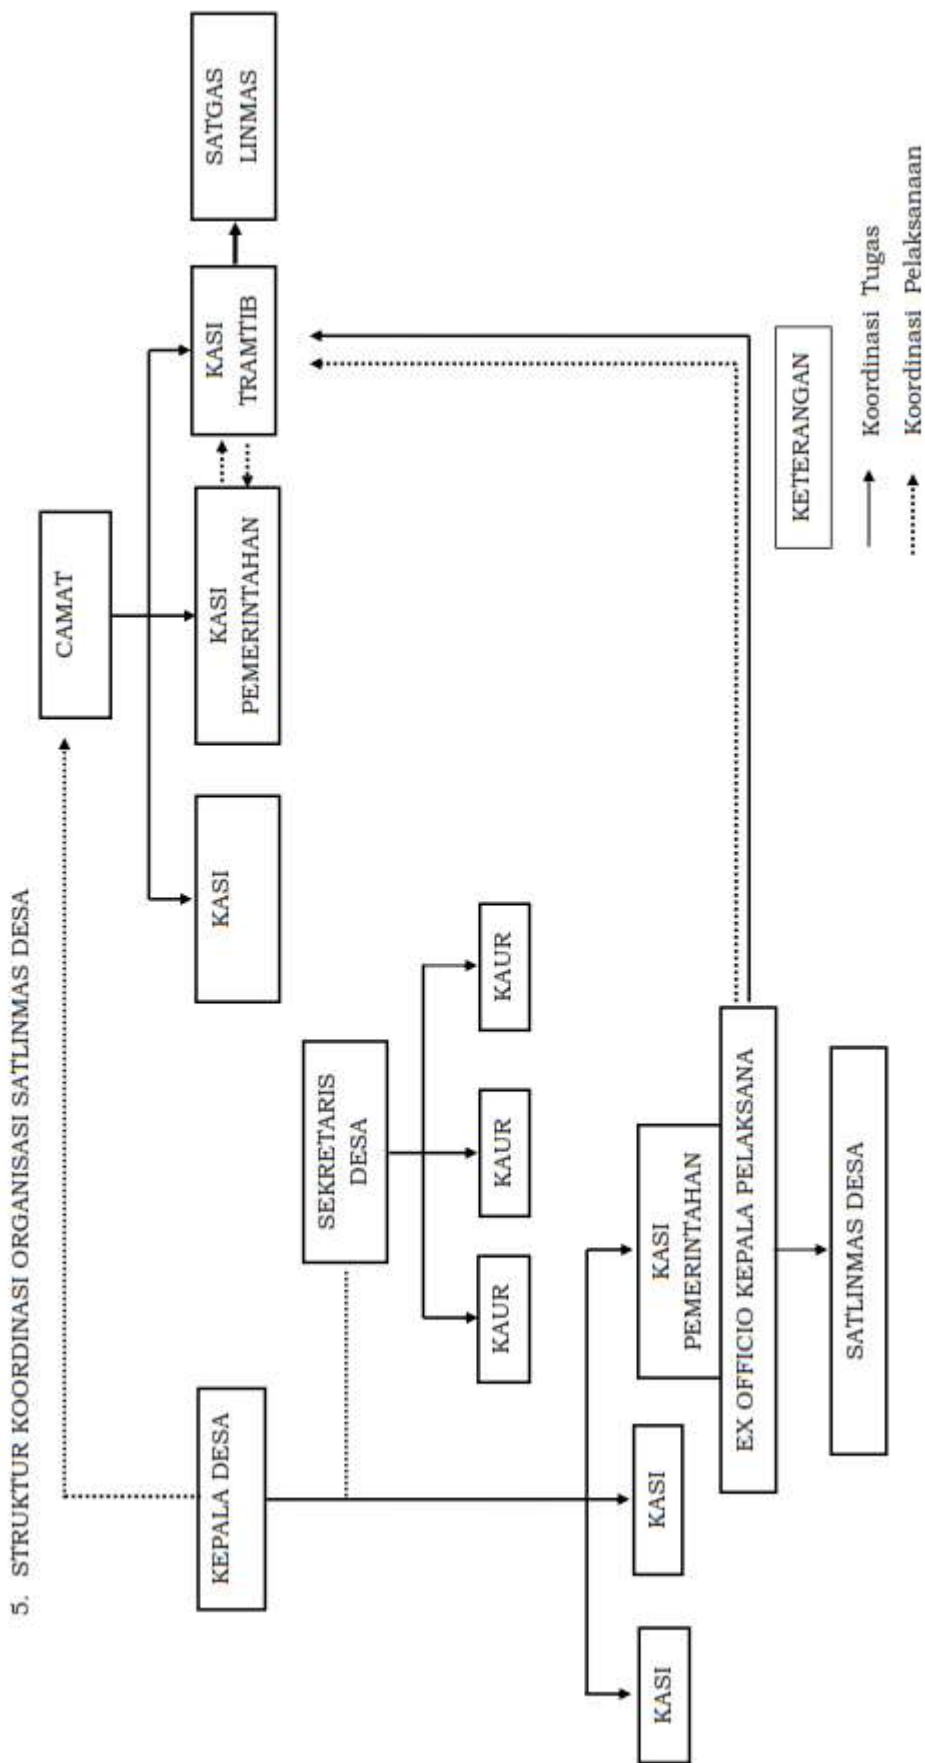 5. STRUKTUR KOORDINASI ORGANISASI SATLINMAS DESA
CAMAT
KASI
KASI
PEMERINTAHAN
KASI
TRAMTIB
SATGAS
LINMAS
KEPALA DESA
SEKRETARIS
DESA
KAUR
KAUR
KAUR
KASI
KASI
KASI
PEMERINTAHAN
EX OFFICIO KEPALA PELAKSANA
SATLINMAS DESA
KETERANGAN
Koordinasi Tugas
Koordinasi Pelaksanaan